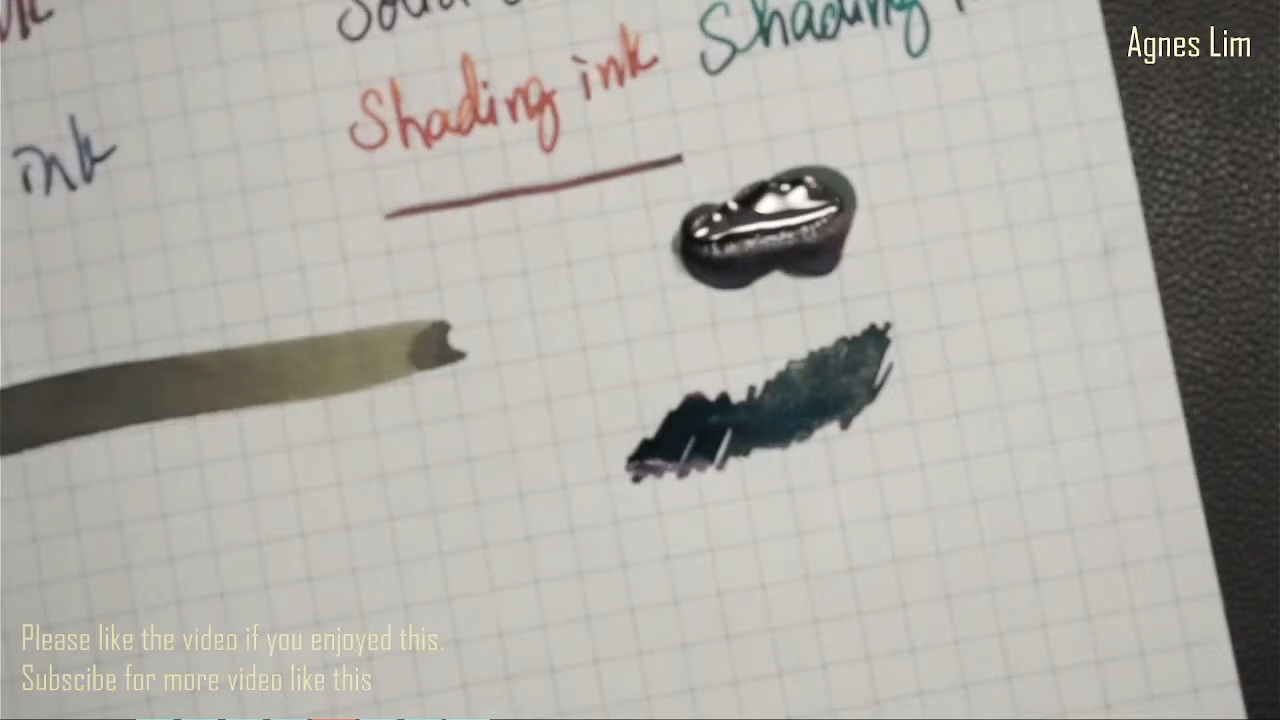 Agnes Lim
Shading
Shading ink
ink
Please like the video if you enjoyed this.
Subscibe for more video like this